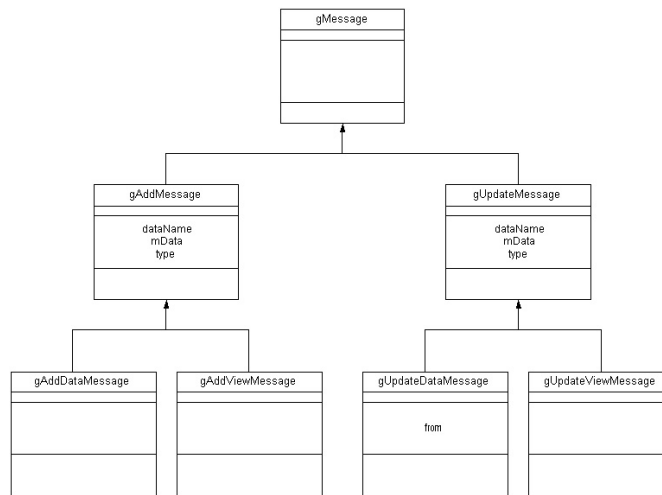 gMessage
gAddMessage
gUpdateMessage
dataName
mData
type
dataName
mData
type
gAddDataMessage
gAddViewMessage
gUpdateDataMessage
gUpdateViewMessage
from